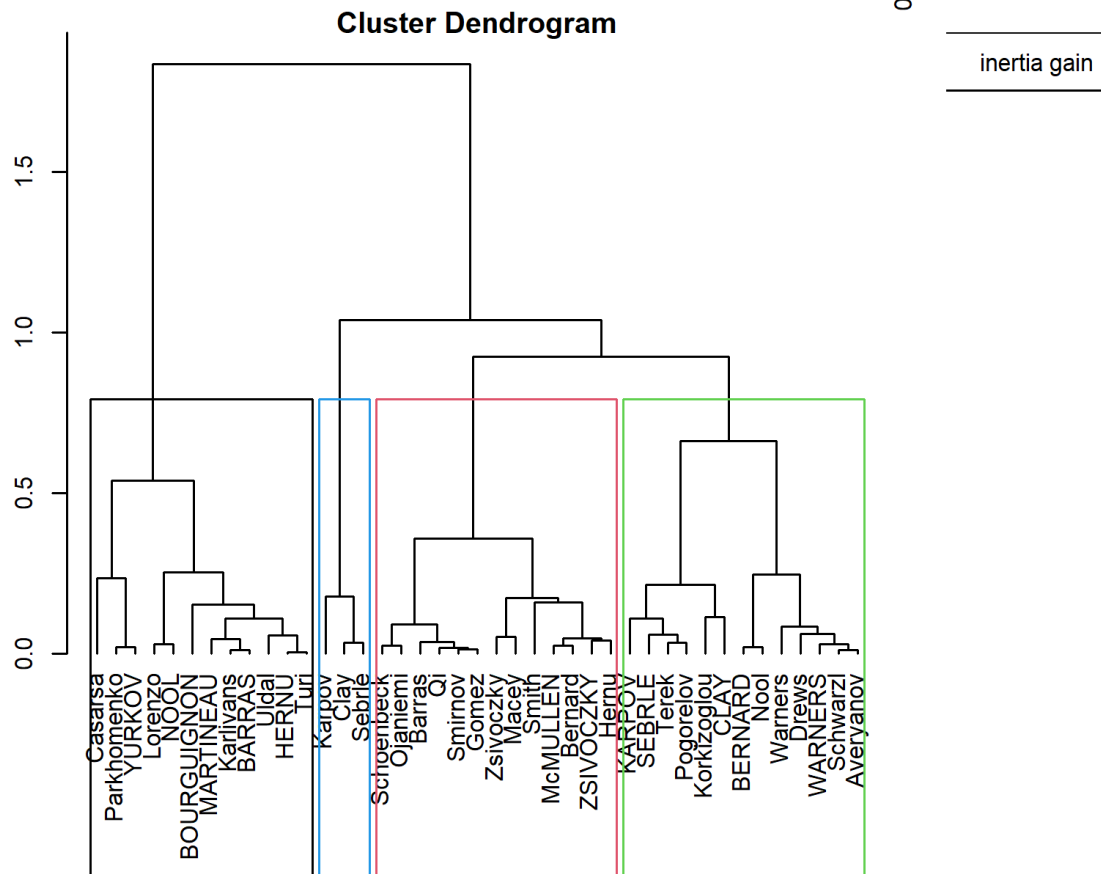 Cluster Dendrogram
0
inertia gain
1.5
1.0
0.5
0.0
Casarsa
Parkhomenko
YURKOV
Lorenzo
NOOL
BOURGUIGNON
MARTINEAU
Karlivans
BARRAS
Uldal
HERNU
Turi
Karpov
Clay
Sebrle
Schoenbeck
Ojaniemi
Barras
Qi
Smirnov
Gomez
Zsivoczky
Macey
Smith
McMULLEN
Bernard
ZSIVOCZKY
Hernu
KARPOV
SEBRLE
Terek
Pogorelov
Korkizoglou
CLAY
BERNARD
Nool
Warners
Drews
WARNERS
Schwarzl
Averyanov